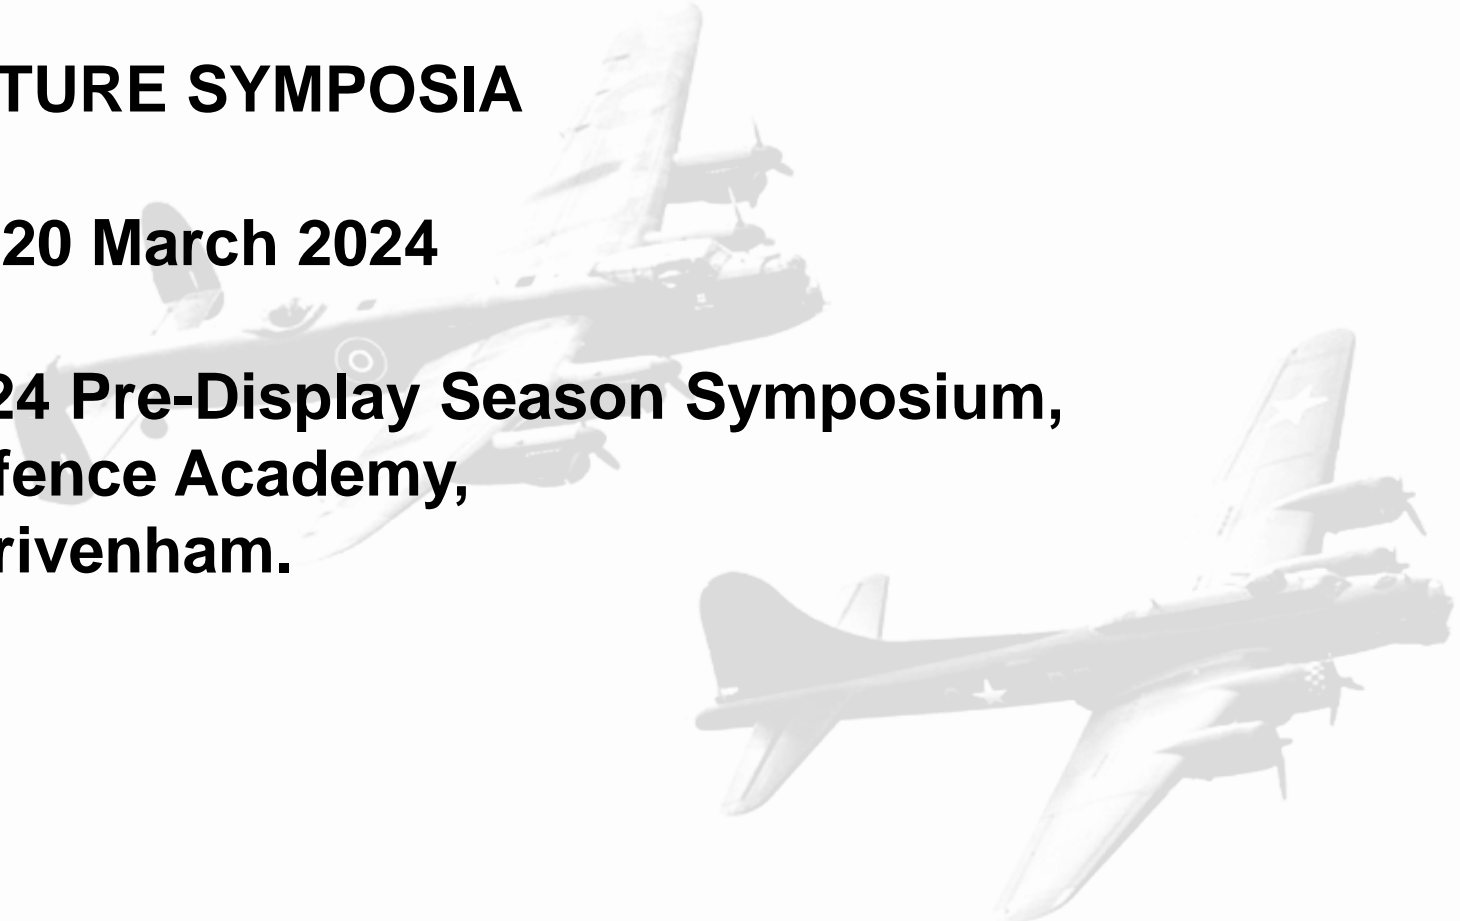 TURE SYMPOSIA
20 March 2024
24 Pre-Display Season Symposium,
fence Academy,
rivenham.